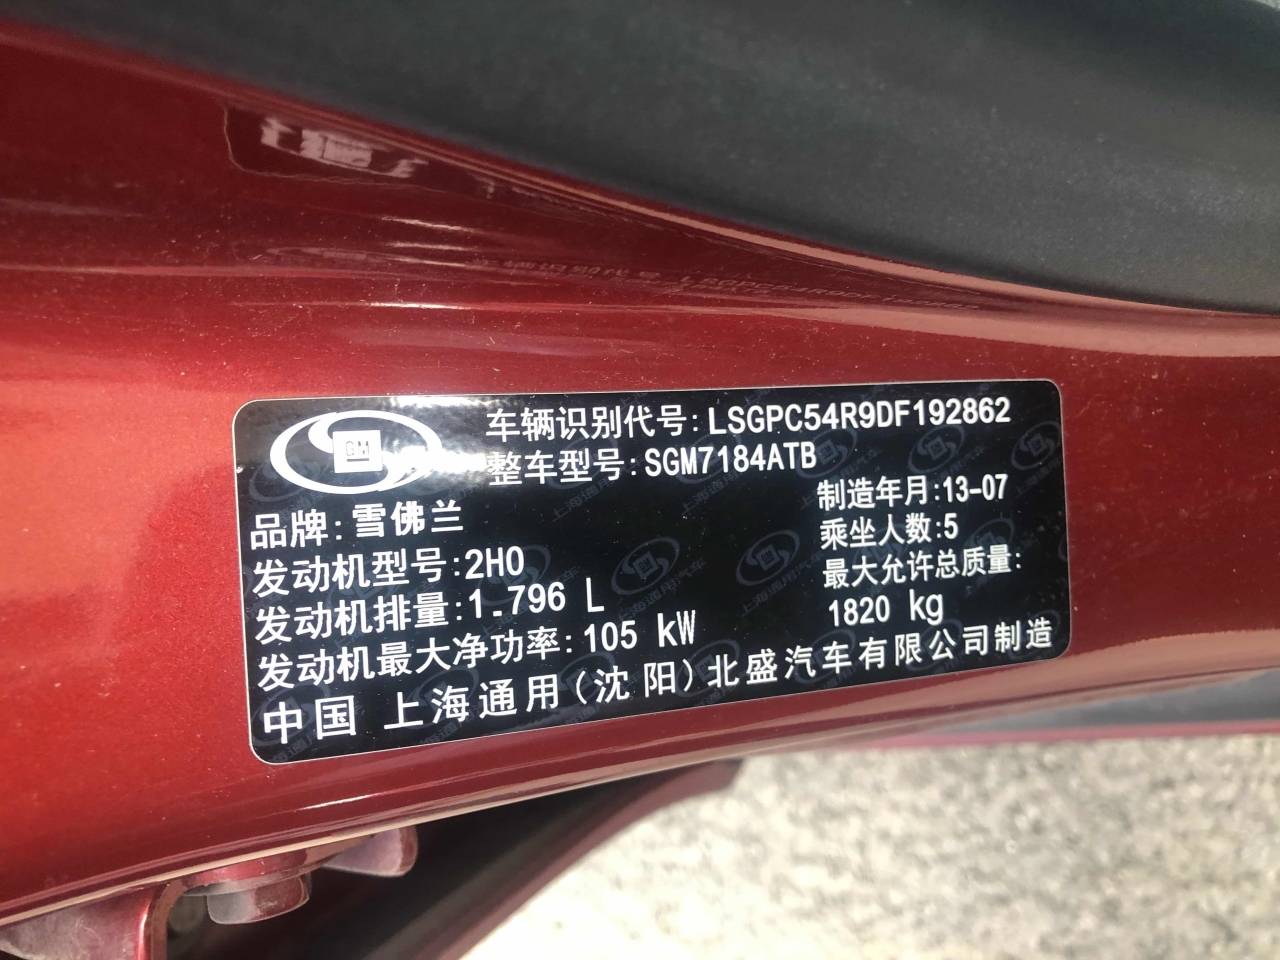 GM
车辆识别代号:LSGPC54R9DF192862
整车型号:SGM7184ATB
品牌:雪佛兰
制造年月:13-07
发动机型号:2H0
乘坐人数:5
发动机排量:1.796 L
最大允许总质量:
1820 kg
发动机最大净功率:105 kW
中国 上海通用(沈阳)北盛汽车有限公司制造